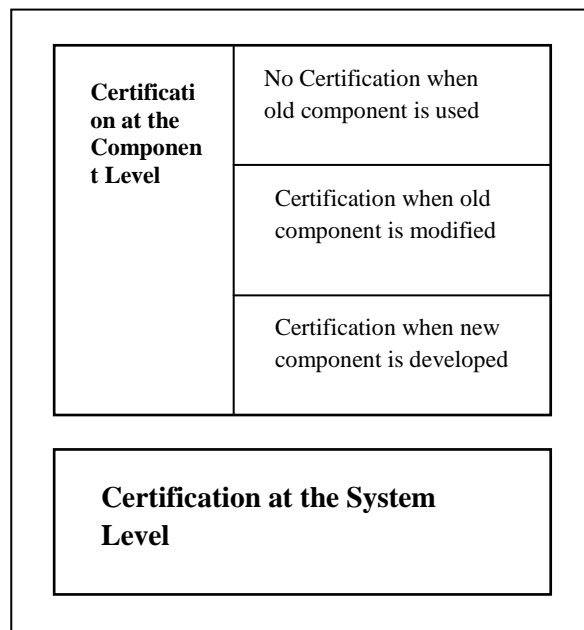 Certificati
on at the
Componen
t Level
No Certification when
old component is used
Certification when old
component is modified
Certification when new
component is developed
Certification at the System
Level